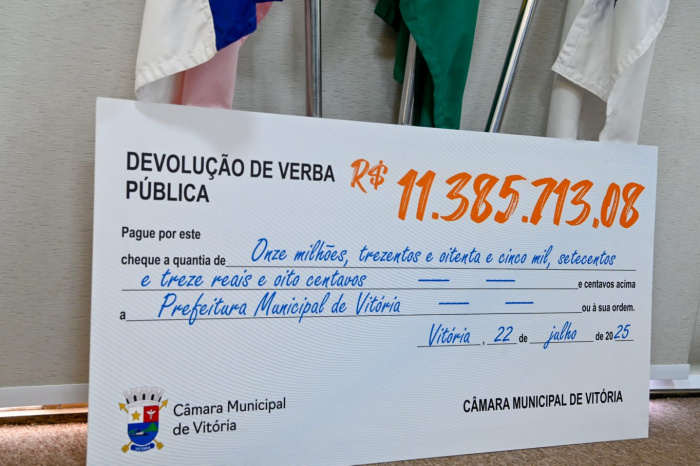 DEVOLUÇÃO DE VERBA
PÚBLICA
R$ 11.385.713,08
Pague por este
cheque a quantia de Onze milhões, trezentos e oitenta e cinco mil, setecentos
e treze reais e oito centavos e centavos acima
a Prefeitura Municipal de Vitória ou à sua ordem.
Vitória, 22 de julho de 2025
Câmara Municipal
de Vitória
CÂMARA MUNICIPAL DE VITÓRIA